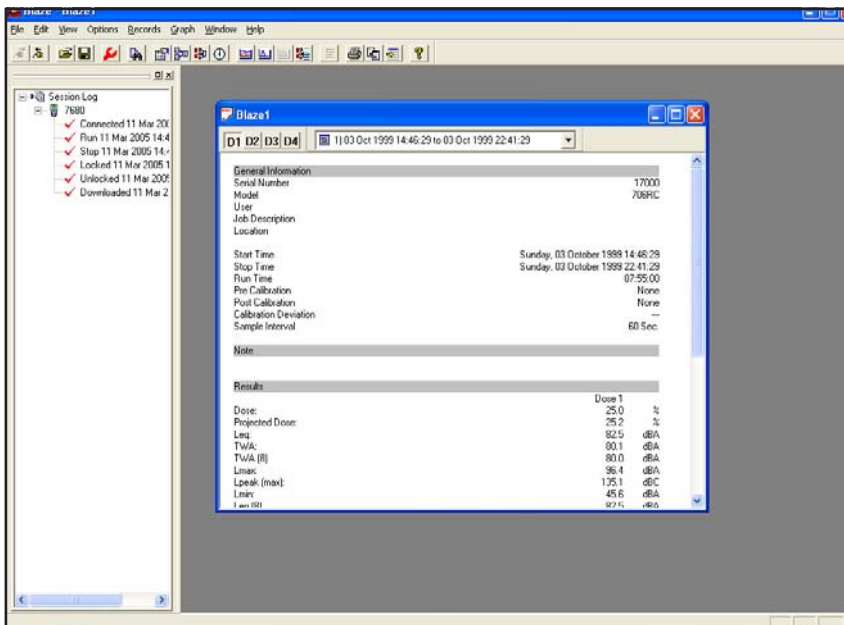 Blaze - Blaze1
File Edit View Options Records Graph Window Help
Session Log
7680
Connected 11 Mar 200
Run 11 Mar 2005 14:4
Stop 11 Mar 2005 14:4
Locked 11 Mar 2005 1
Unlocked 11 Mar 2005
Downloaded 11 Mar 2
Blaze1
D1 D2 D3 D4 1) 03 Oct 1999 14:46:29 to 03 Oct 1999 22:41:29
General Information
Serial Number 17000
Model 706RC
User
Job Description
Location
Start Time Sunday, 03 October 1999 14:46:29
Stop Time Sunday, 03 October 1999 22:41:29
Run Time 07:55:00
Pre Calibration None
Post Calibration None
Calibration Deviation ---
Sample Interval 60 Sec.
Note
Results
Dose 1
Dose: 25.0 %
Projected Dose: 25.2 %
Leq: 82.5 dBA
TWA: 80.1 dBA
TWA (8) 80.0 dBA
Lmax: 96.4 dBA
Lpeak (max): 135.1 dBC
Lmin: 45.6 dBA
Lep (8) 82.5 dBA